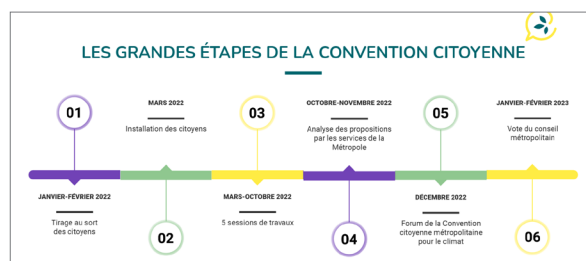 LES GRANDES ÉTAPES DE LA CONVENTION CITOYENNE
01
JANVIER-FÉVRIER 2022
Tirage au sort
des citoyens
MARS 2022
Installation des citoyens
02
03
MARS-OCTOBRE 2022
5 sessions de travaux
OCTOBRE-NOVEMBRE 2022
Analyse des propositions
par les services de la
Métropole
04
05
DÉCEMBRE 2022
Forum de la Convention
citoyenne métropolitaine
pour le climat
JANVIER-FÉVRIER 2023
Vote du conseil
métropolitain
06